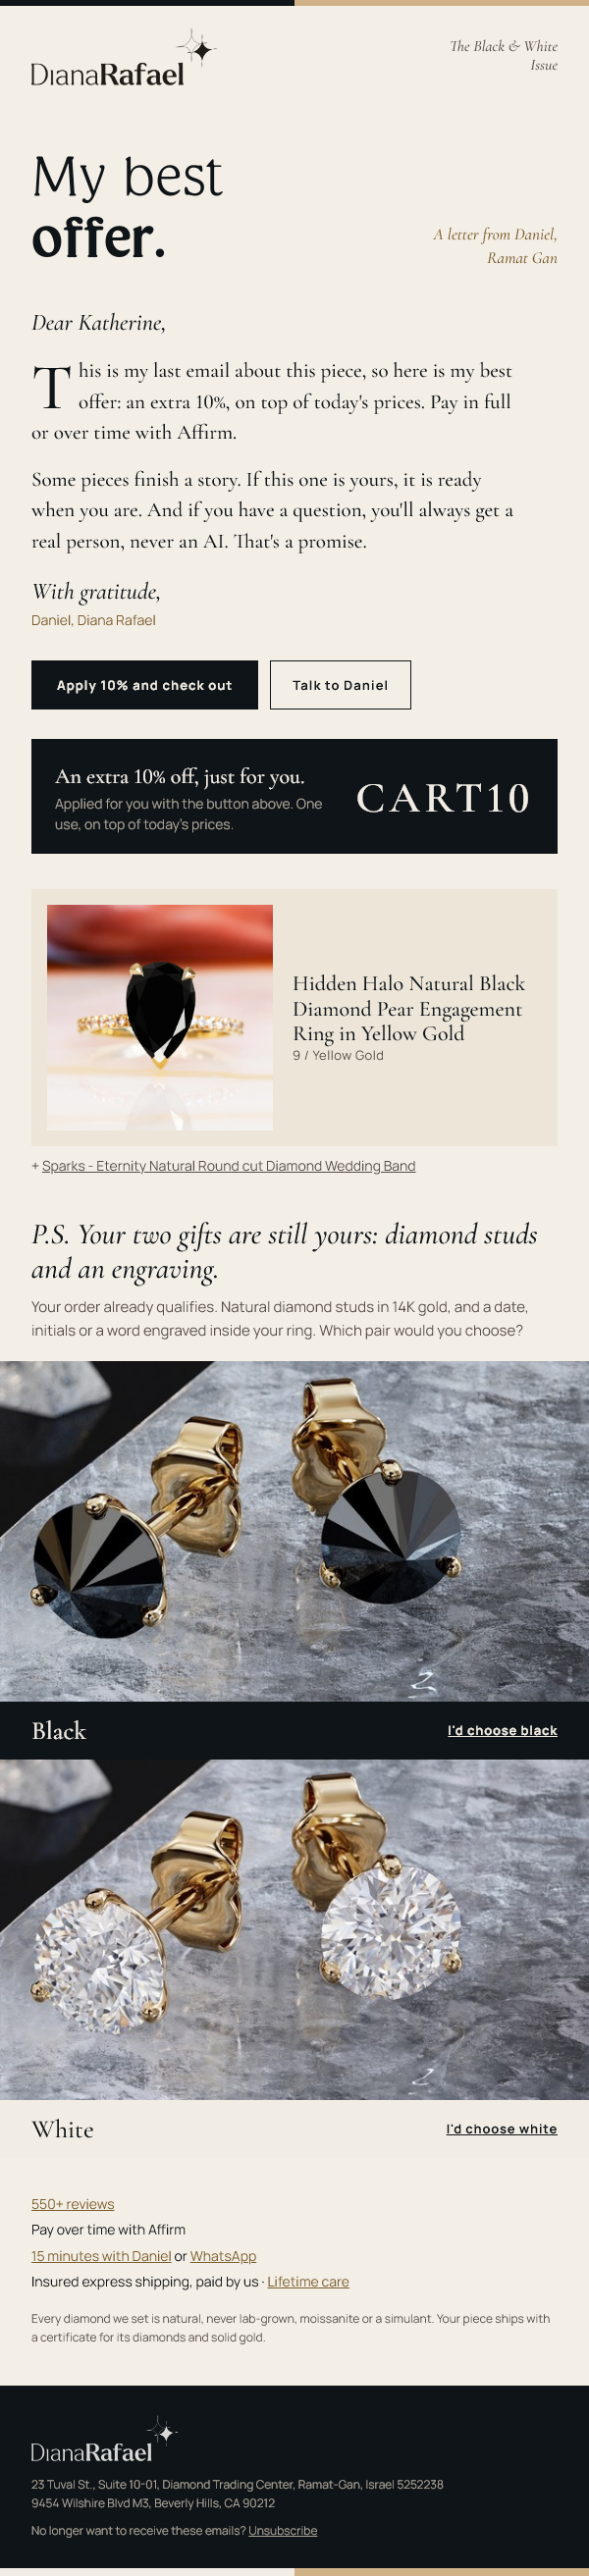 DianaRafael
The Black & White
Issue
My best
offer.
A letter from Daniel,
Ramat Gan
Dear Katherine,
This is my last email about this piece, so here is my best
offer: an extra 10%, on top of today's prices. Pay in full
or over time with Affirm.
Some pieces finish a story. If this one is yours, it is ready
when you are. And if you have a question, you'll always get a
real person, never an AI. That's a promise.
With gratitude,
Daniel, Diana Rafael
Apply 10% and check out
Talk to Daniel
An extra 10% off, just for you.
Applied for you with the button above. One
use, on top of today's prices.
CART10
Hidden Halo Natural Black
Diamond Pear Engagement
Ring in Yellow Gold
9 / Yellow Gold
+ Sparks - Eternity Natural Round cut Diamond Wedding Band
P.S. Your two gifts are still yours: diamond studs
and an engraving.
Your order already qualifies. Natural diamond studs in 14K gold, and a date,
initials or a word engraved inside your ring. Which pair would you choose?
Black
I'd choose black
White
I'd choose white
550+ reviews
Pay over time with Affirm
15 minutes with Daniel or WhatsApp
Insured express shipping, paid by us · Lifetime care
Every diamond we set is natural, never lab-grown, moissanite or a simulant. Your piece ships with
a certificate for its diamonds and solid gold.
DianaRafael
23 Tuval St., Suite 10-01, Diamond Trading Center, Ramat-Gan, Israel 5252238
9454 Wilshire Blvd M3, Beverly Hills, CA 90212
No longer want to receive these emails? Unsubscribe